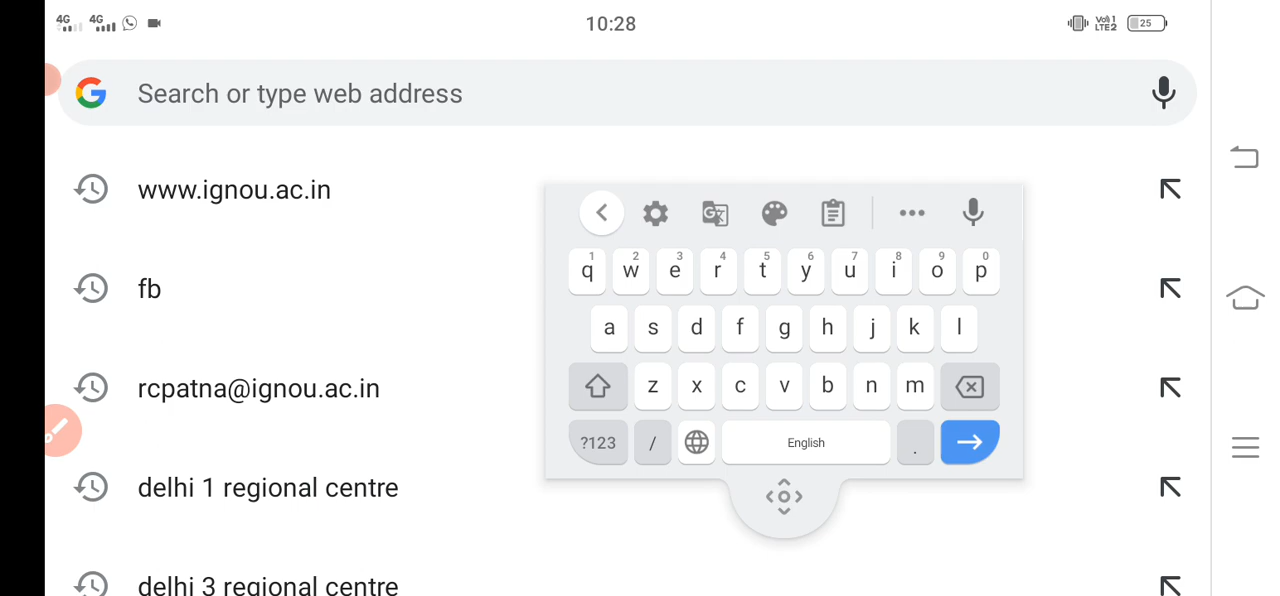 4G 4G 10:28 Vo) 1 LTE2 25
Search or type web address
www.ignou.ac.in
fb
rcpatna@ignou.ac.in
delhi 1 regional centre
delhi 3 regional centre
1 2 3 4 5 6 7 8 9 0
q w e r t y u i o p
a s d f g h j k l
z x c v b n m
?123 / English .